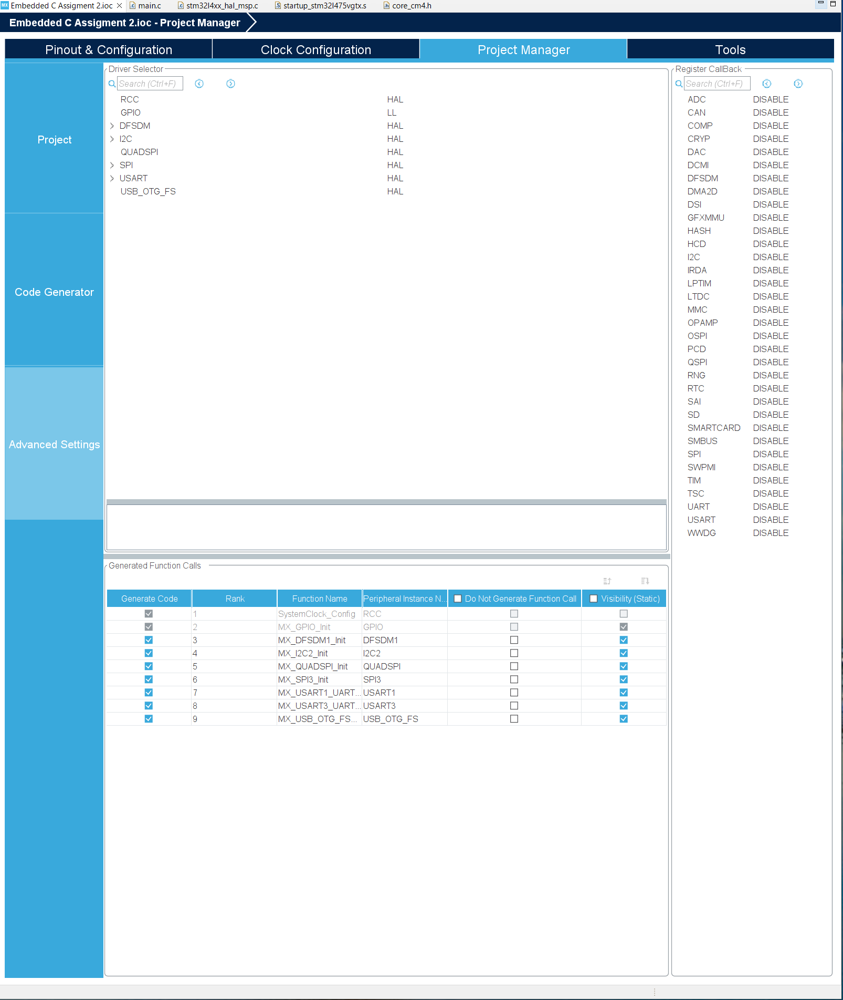 MX Embedded C Assigment 2.ioc
.c main.c
.c stm32l4xx_hal_msp.c
.S startup_stm32l475vgtx.s
.h core_cm4.h
Embedded C Assigment 2.ioc - Project Manager
Pinout & Configuration
Clock Configuration
Project Manager
Tools
Project
Code Generator
Advanced Settings
Driver Selector
Search (Ctrl+F)
RCC HAL
GPIO LL
DFSDM HAL
I2C HAL
QUADSPI HAL
SPI HAL
USART HAL
USB_OTG_FS HAL
Generated Function Calls
Generate Code Rank Function Name Peripheral Instance N... Do Not Generate Function Call Visibility (Static)
1 SystemClock_Config RCC
2 MX_GPIO_Init GPIO
3 MX_DFSDM1_Init DFSDM1
4 MX_I2C2_Init I2C2
5 MX_QUADSPI_Init QUADSPI
6 MX_SPI3_Init SPI3
7 MX_USART1_UART... USART1
8 MX_USART3_UART... USART3
9 MX_USB_OTG_FS... USB_OTG_FS
Register CallBack
Search (Ctrl+F)
ADC DISABLE
CAN DISABLE
COMP DISABLE
CRYP DISABLE
DAC DISABLE
DCMI DISABLE
DFSDM DISABLE
DMA2D DISABLE
DSI DISABLE
GFXMMU DISABLE
HASH DISABLE
HCD DISABLE
I2C DISABLE
IRDA DISABLE
LPTIM DISABLE
LTDC DISABLE
MMC DISABLE
OPAMP DISABLE
OSPI DISABLE
PCD DISABLE
QSPI DISABLE
RNG DISABLE
RTC DISABLE
SAI DISABLE
SD DISABLE
SMARTCARD DISABLE
SMBUS DISABLE
SPI DISABLE
SWPMI DISABLE
TIM DISABLE
TSC DISABLE
UART DISABLE
USART DISABLE
WWDG DISABLE